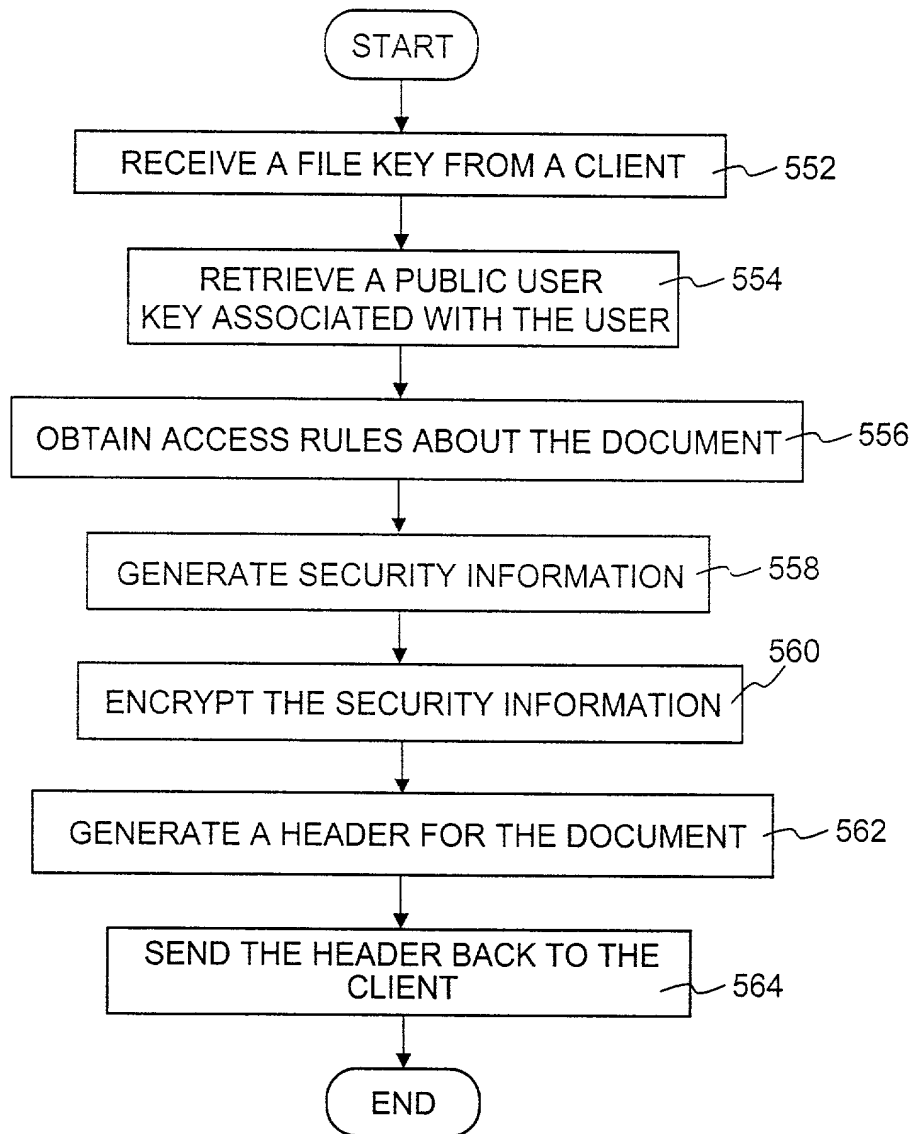 START
RECEIVE A FILE KEY FROM A CLIENT
552
RETRIEVE A PUBLIC USER
KEY ASSOCIATED WITH THE USER
554
OBTAIN ACCESS RULES ABOUT THE DOCUMENT
556
GENERATE SECURITY INFORMATION
558
560
ENCRYPT THE SECURITY INFORMATION
GENERATE A HEADER FOR THE DOCUMENT
562
SEND THE HEADER BACK TO THE
CLIENT
564
END